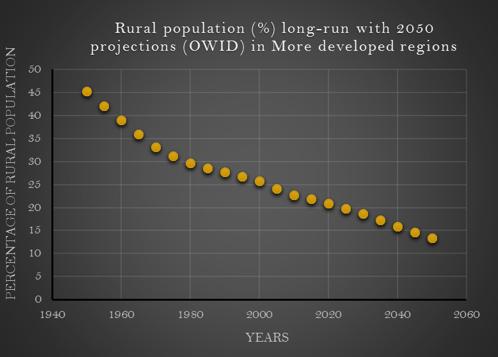 Rural population (%) long-run with 2050
projections (OWID) in More developed regions
PERCENTAGE OF RURAL POPULATION
50
45
40
35
30
25
20
15
10
5
0
1940 1960 1980 2000 2020 2040 2060
YEARS